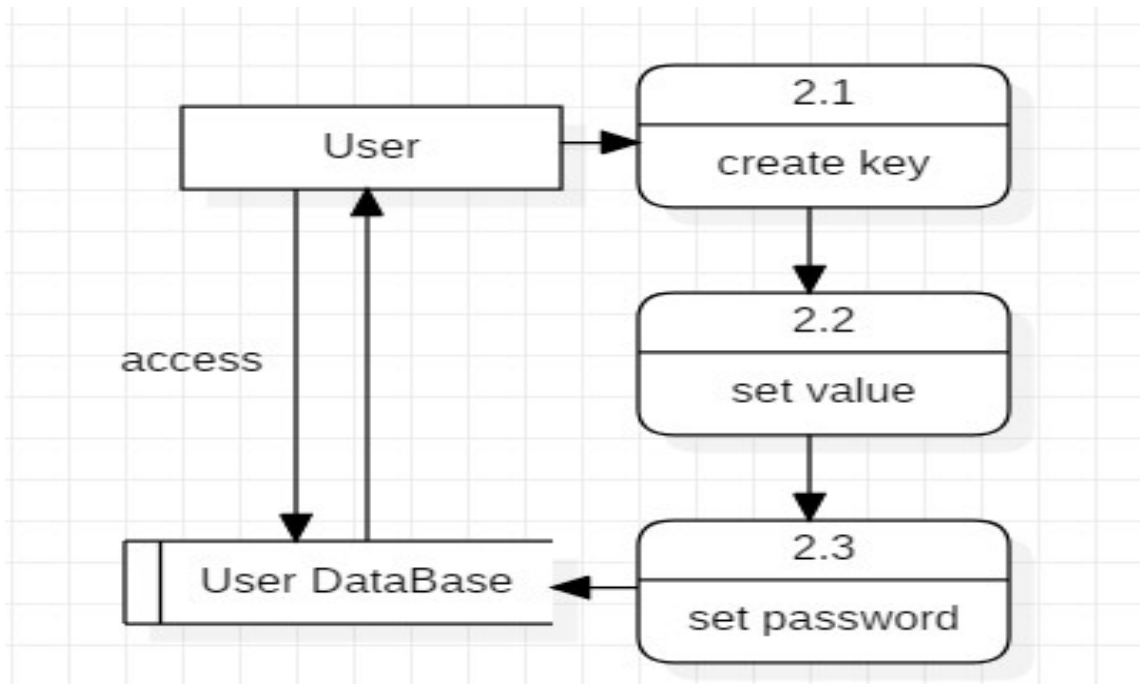 User
2.1
create key
2.2
set value
access
2.3
User DataBase
set password